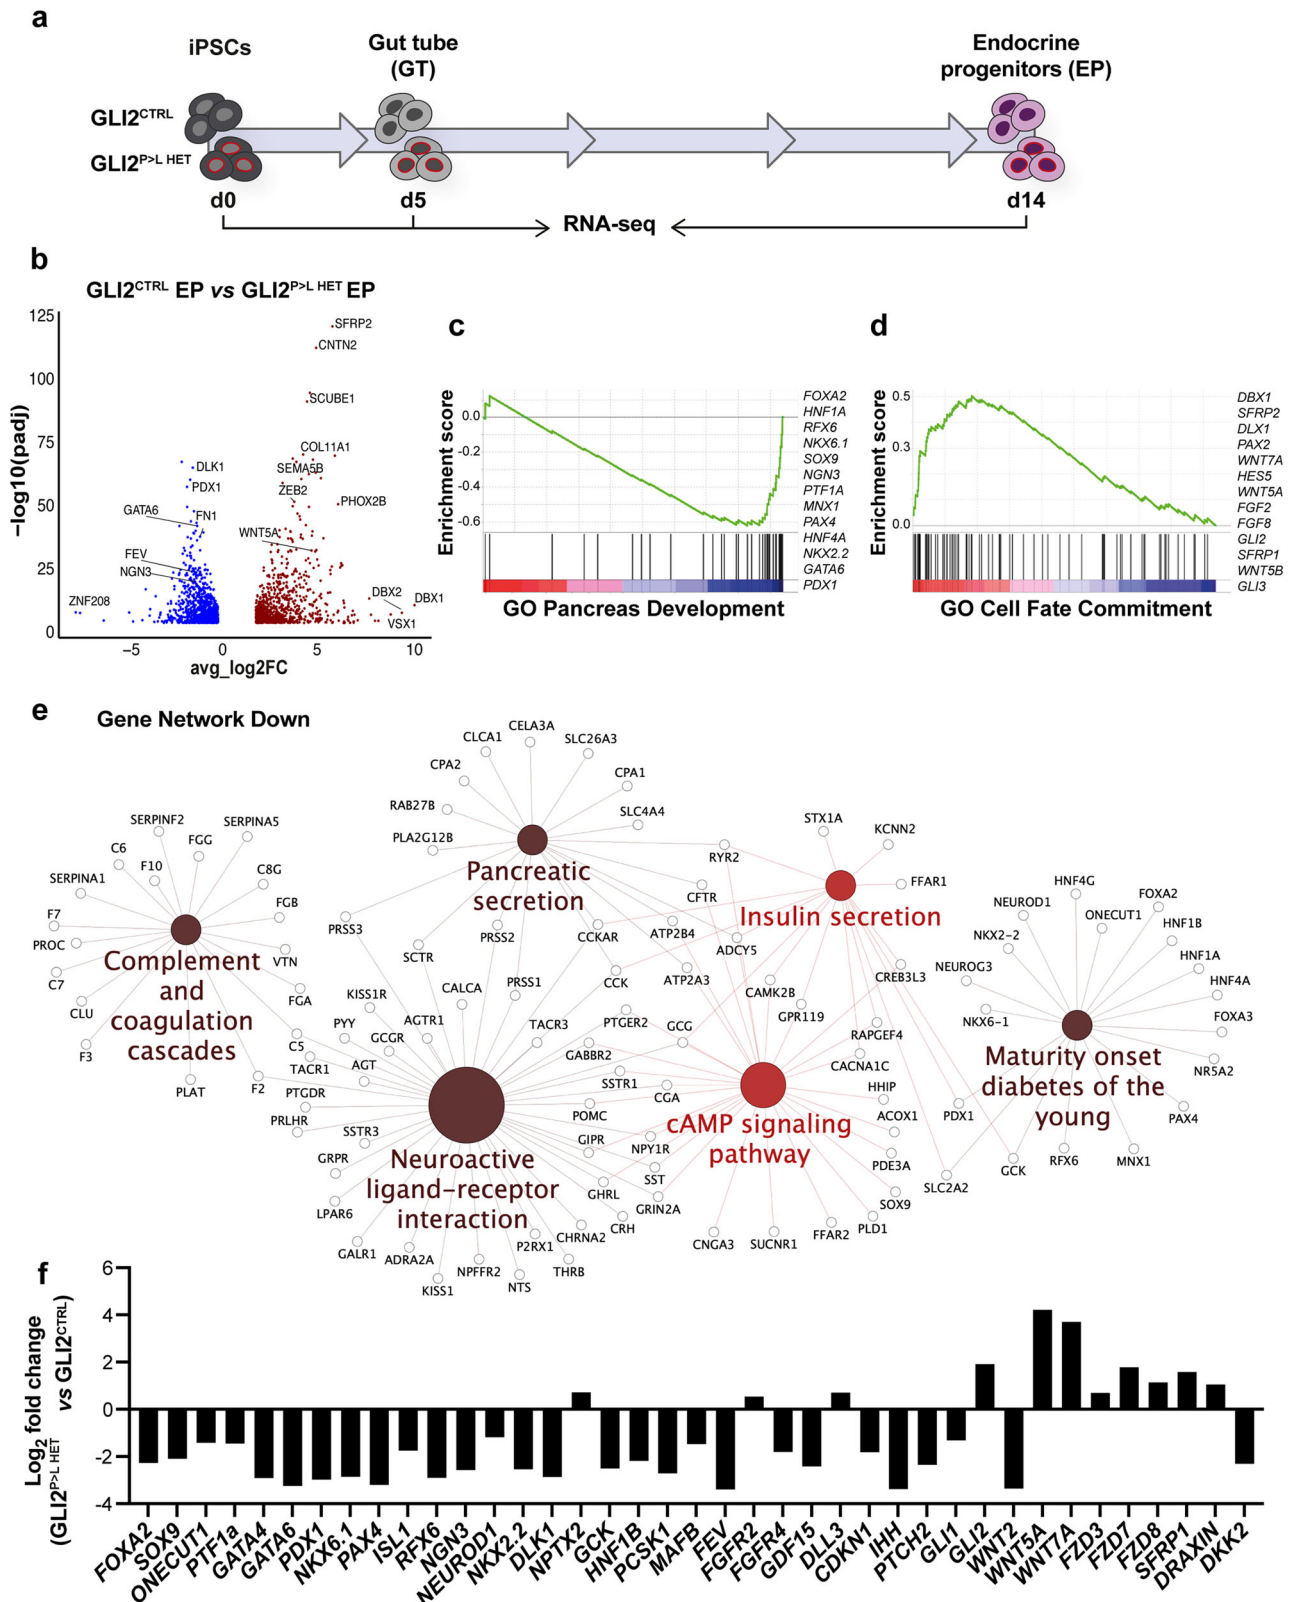 a
iPSCs
Gut tube
(GT)
Endocrine
progenitors (EP)
GLI2CTRL
GLI2P>L HET
d0
d5
d14
RNA-seq
b
GLI2CTRL EP vs GLI2P>L HET EP
−log10(padj)
125
100
75
50
25
0
−5
0
5
10
avg_log2FC
SFRP2
CNTN2
SCUBE1
COL11A1
SEMA5B
ZEB2
PHOX2B
WNT5A
DLK1
PDX1
GATA6
FN1
FEV
NGN3
ZNF208
DBX2
DBX1
VSX1
c
Enrichment score
0.0
-0.2
-0.4
-0.6
FOXA2
HNF1A
RFX6
NKX6.1
SOX9
NGN3
PTF1A
MNX1
PAX4
HNF4A
NKX2.2
GATA6
PDX1
GO Pancreas Development
d
Enrichment score
0.5
0.3
0.0
DBX1
SFRP2
DLX1
PAX2
WNT7A
HES5
WNT5A
FGF2
FGF8
GLI2
SFRP1
WNT5B
GLI3
GO Cell Fate Commitment
e
Gene Network Down
SERPINF2
SERPINA5
FGG
C6
F10
C8G
SERPINA1
FGB
F7
PROC
VTN
C7
FGA
CLU
F3
C5
PLAT
F2
Complement
and
coagulation
cascades
CELA3A
CLCA1
SLC26A3
CPA2
CPA1
RAB27B
SLC4A4
PLA2G12B
RYR2
CFTR
Pancreatic
secretion
PRSS3
PRSS2
SCTR
CCKAR
ATP2B4
ADCY5
PRSS1
CCK
ATP2A3
STX1A
KCNN2
FFAR1
Insulin secretion
CREB3L3
CAMK2B
GPR119
RAPGEF4
CACNA1C
HNF4G
NEUROD1
FOXA2
ONECUT1
HNF1B
NKX2-2
HNF1A
NEUROG3
HNF4A
NKX6-1
FOXA3
NR5A2
PAX4
MNX1
RFX6
GCK
PDX1
SLC2A2
Maturity onset
diabetes of the
young
KISS1R
CALCA
PYY
AGTR1
TACR3
PTGER2
GCG
GCGR
GABBR2
TACR1
AGT
SSTR1
CGA
PTGDR
POMC
PRLHR
GIPR
NPY1R
SSTR3
GRPR
SST
GHRL
GRIN2A
LPAR6
CRH
CHRNA2
GALR1
ADRA2A
P2RX1
NPFFR2
THRB
KISS1
NTS
Neuroactive
ligand−receptor
interaction
cAMP signaling
pathway
HHIP
ACOX1
PDE3A
SOX9
PLD1
FFAR2
SUCNR1
CNGA3
f
Log2 fold change
(GLI2P>L HET vs GLI2CTRL)
6
4
2
0
-2
-4
FOXA2
SOX9
ONECUT1
PTF1a
GATA4
GATA6
PDX1
NKX6.1
PAX4
ISL1
RFX6
NGN3
NEUROD1
NKX2.2
DLK1
NPTX2
GCK
HNF1B
PCSK1
MAFB
FEV
FGFR2
FGFR4
GDF15
DLL3
CDKN1
IHH
PTCH2
GLI1
GLI2
WNT2
WNT5A
WNT7A
FZD3
FZD7
FZD8
SFRP1
DRAXIN
DKK2